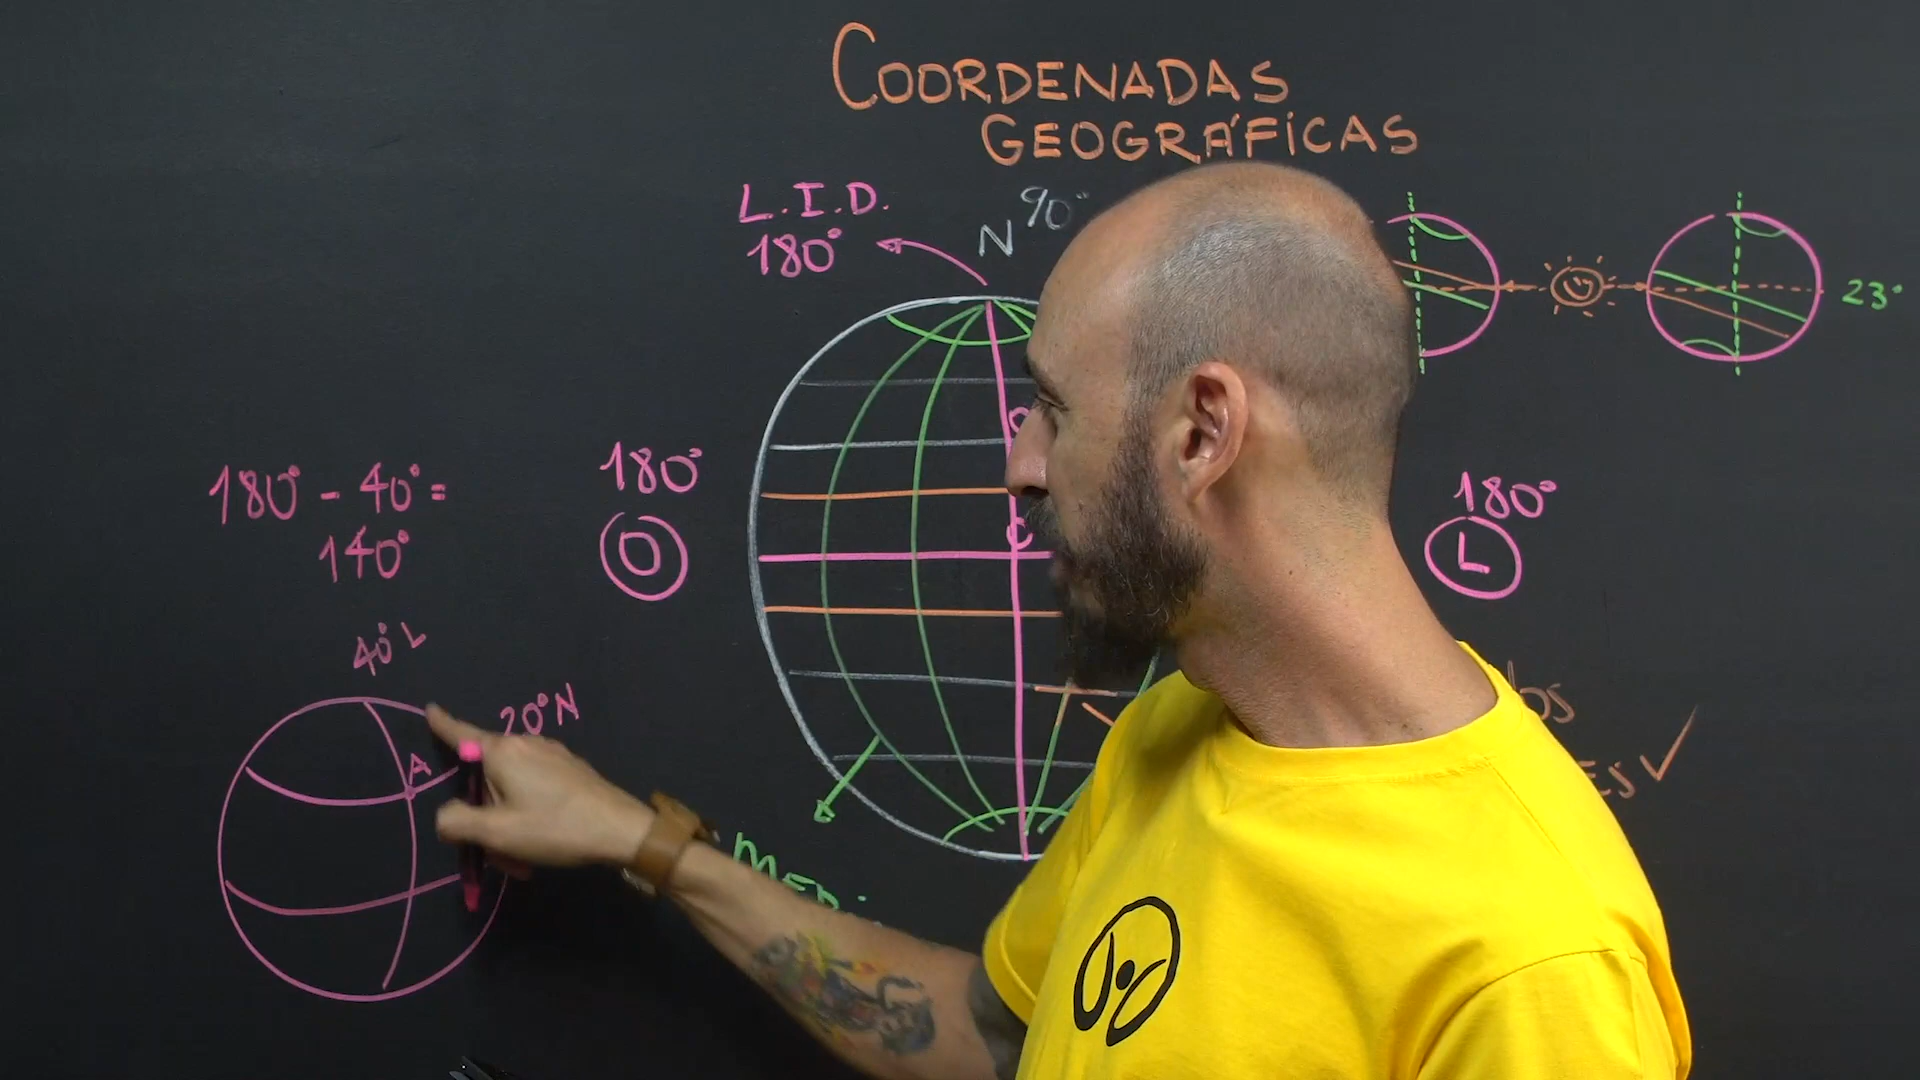 COORDENADAS
GEOGRÁFICAS
L.I.D.
180°
N 90°
23°
180° - 40° =
140°
180°
O
180°
L
40° L
20° N
A